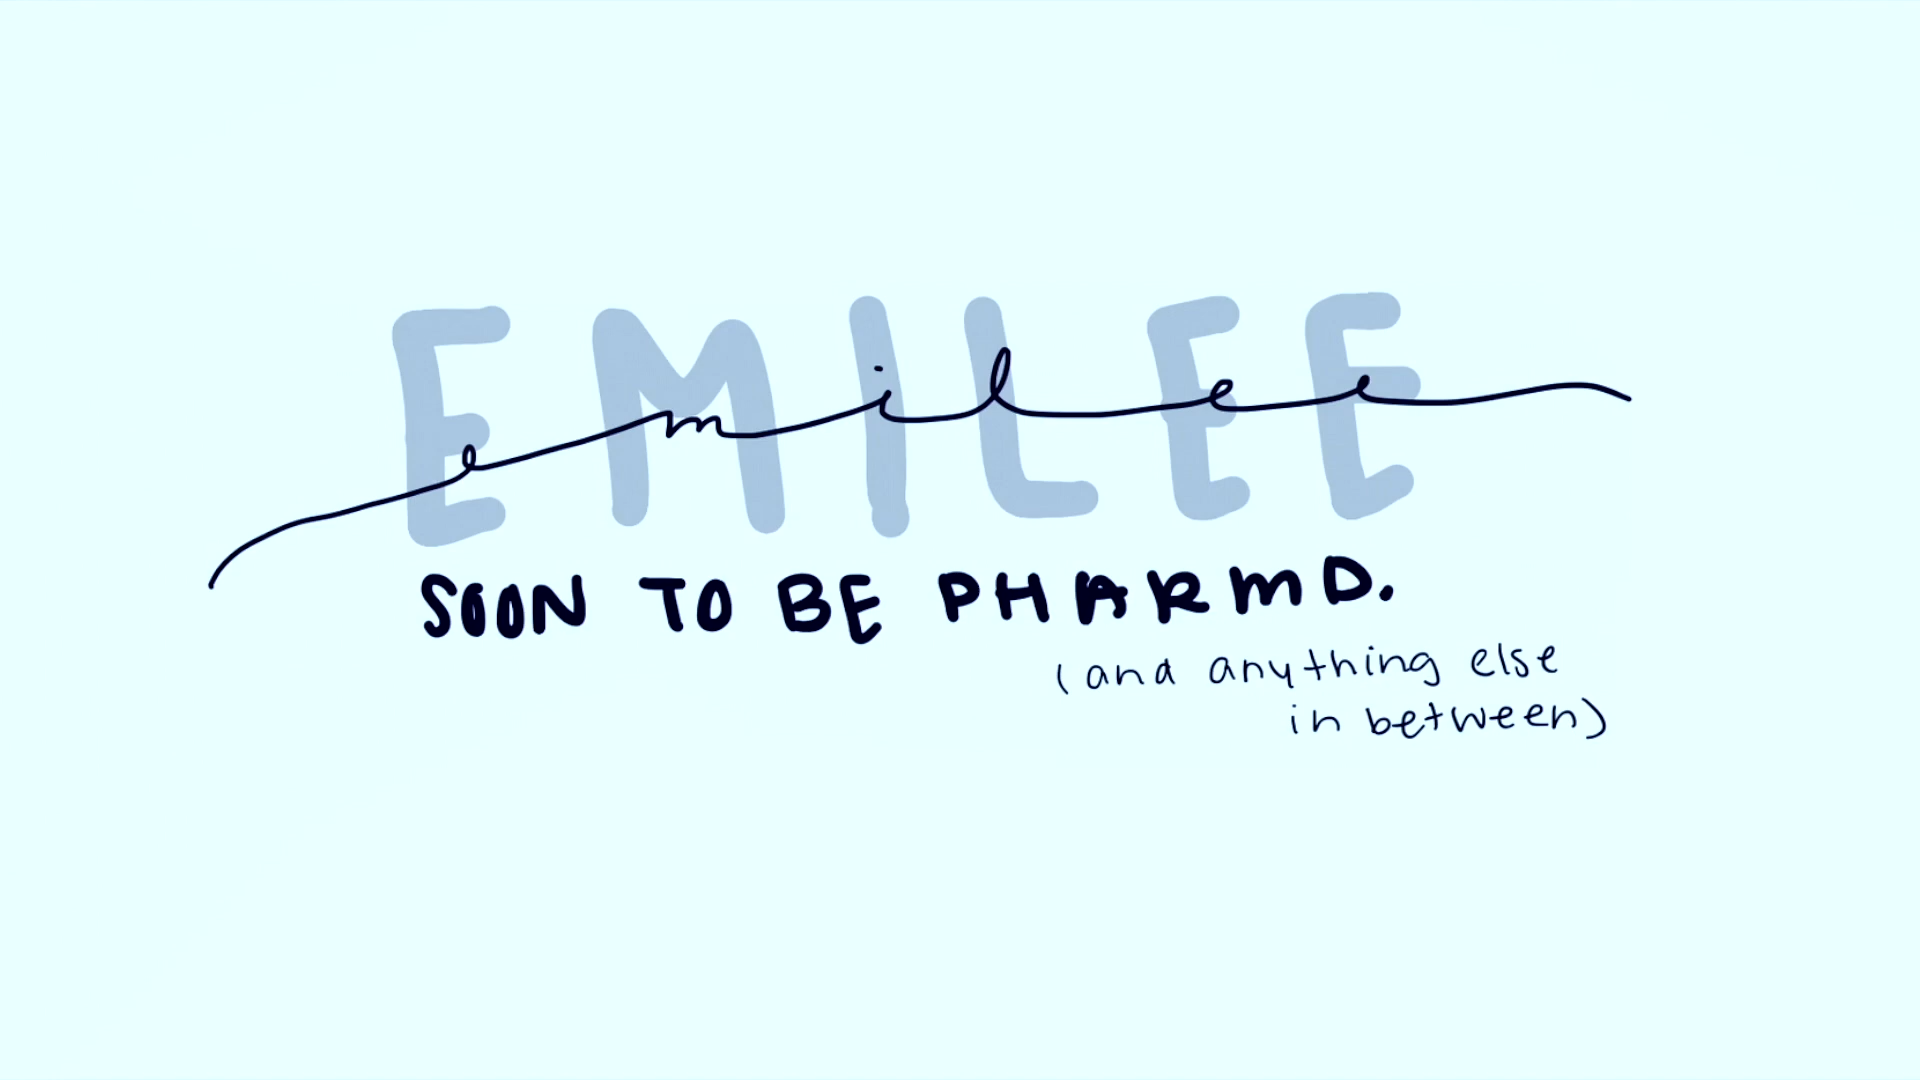 EMILEE
emilee
SOON TO BE PHARMD.
(and anything else
in between)